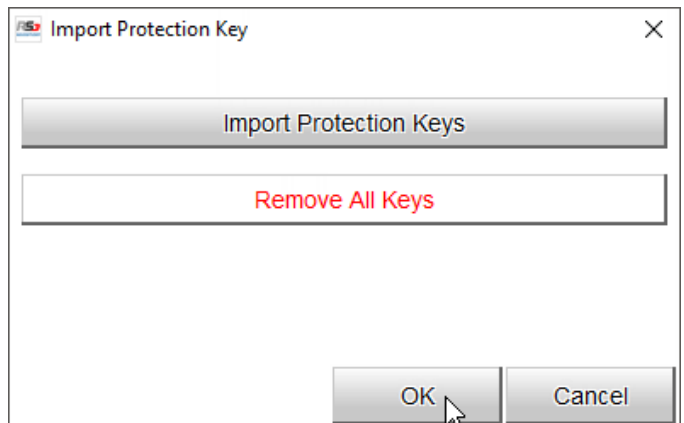 Import Protection Key
Import Protection Keys
Remove All Keys
OK
Cancel